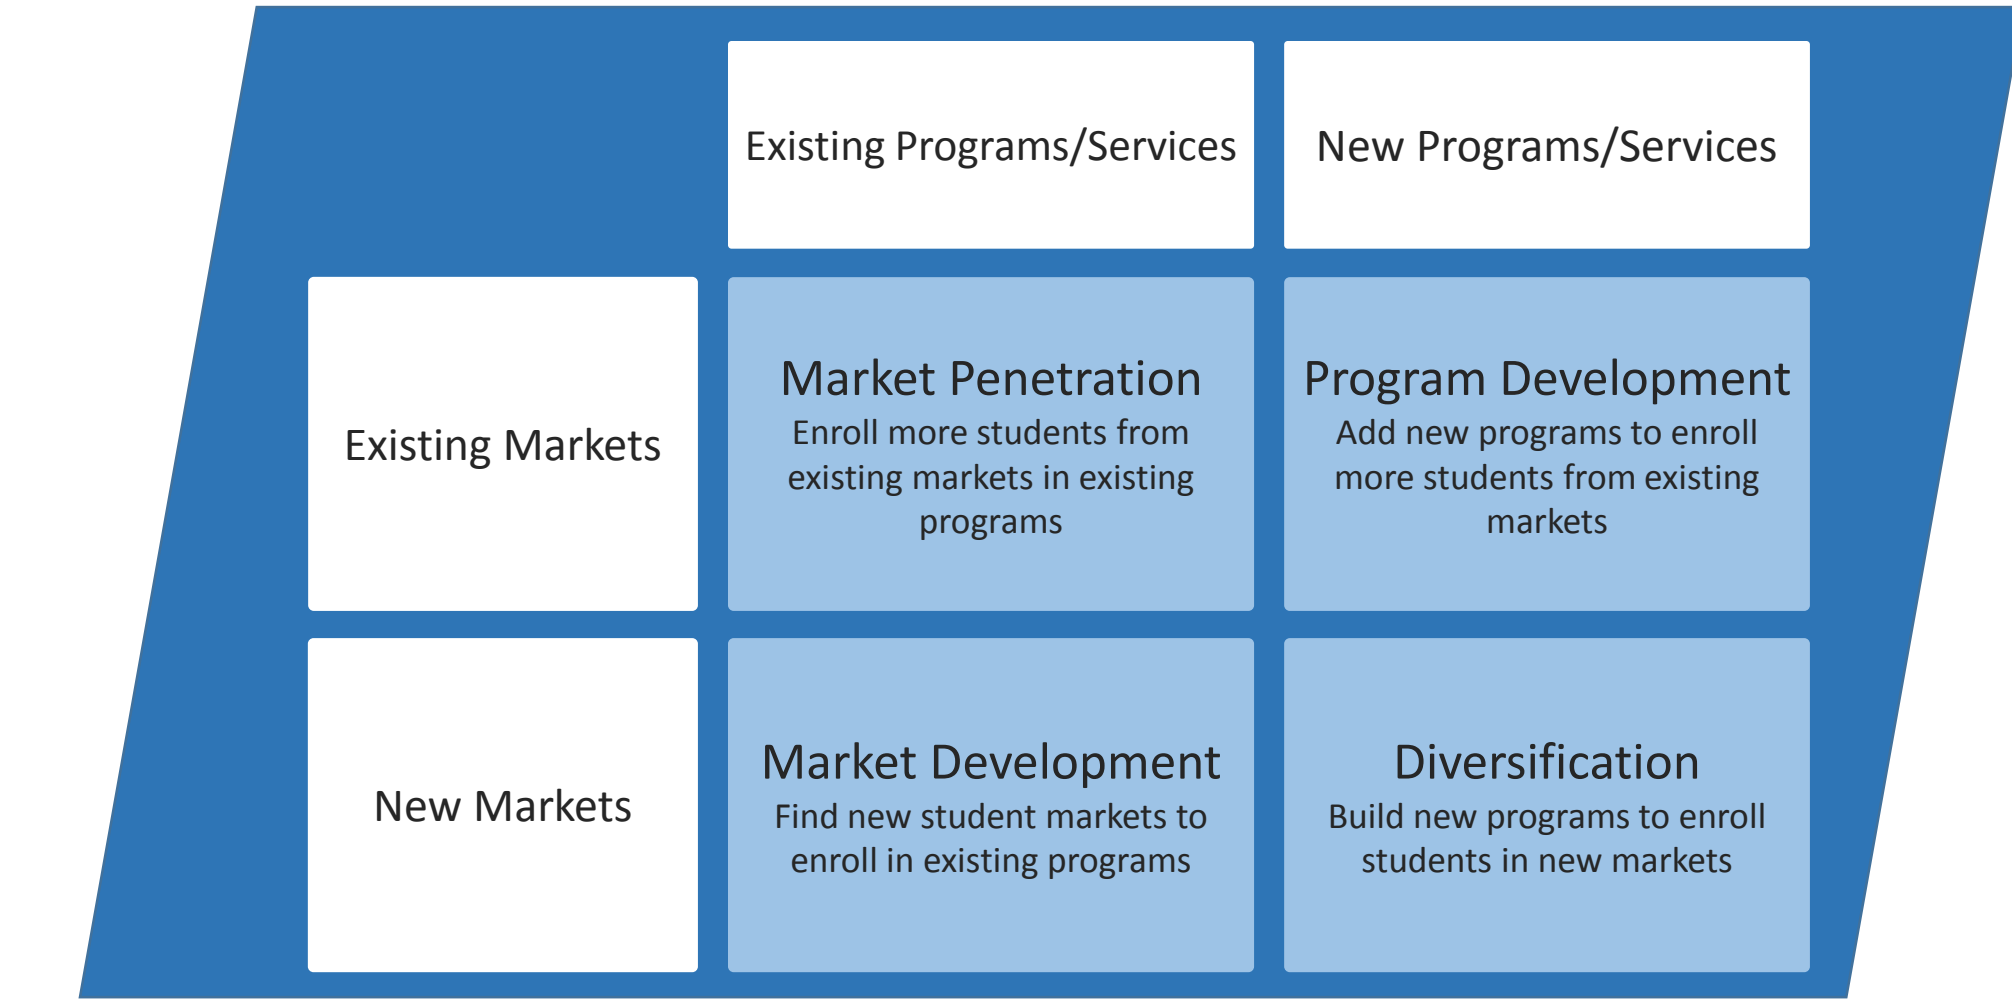 Existing Programs/Services
New Programs/Services
Existing Markets
Market Penetration
Enroll more students from
existing markets in existing
programs
Program Development
Add new programs to enroll
more students from existing
markets
New Markets
Market Development
Find new student markets to
enroll in existing programs
Diversification
Build new programs to enroll
students in new markets